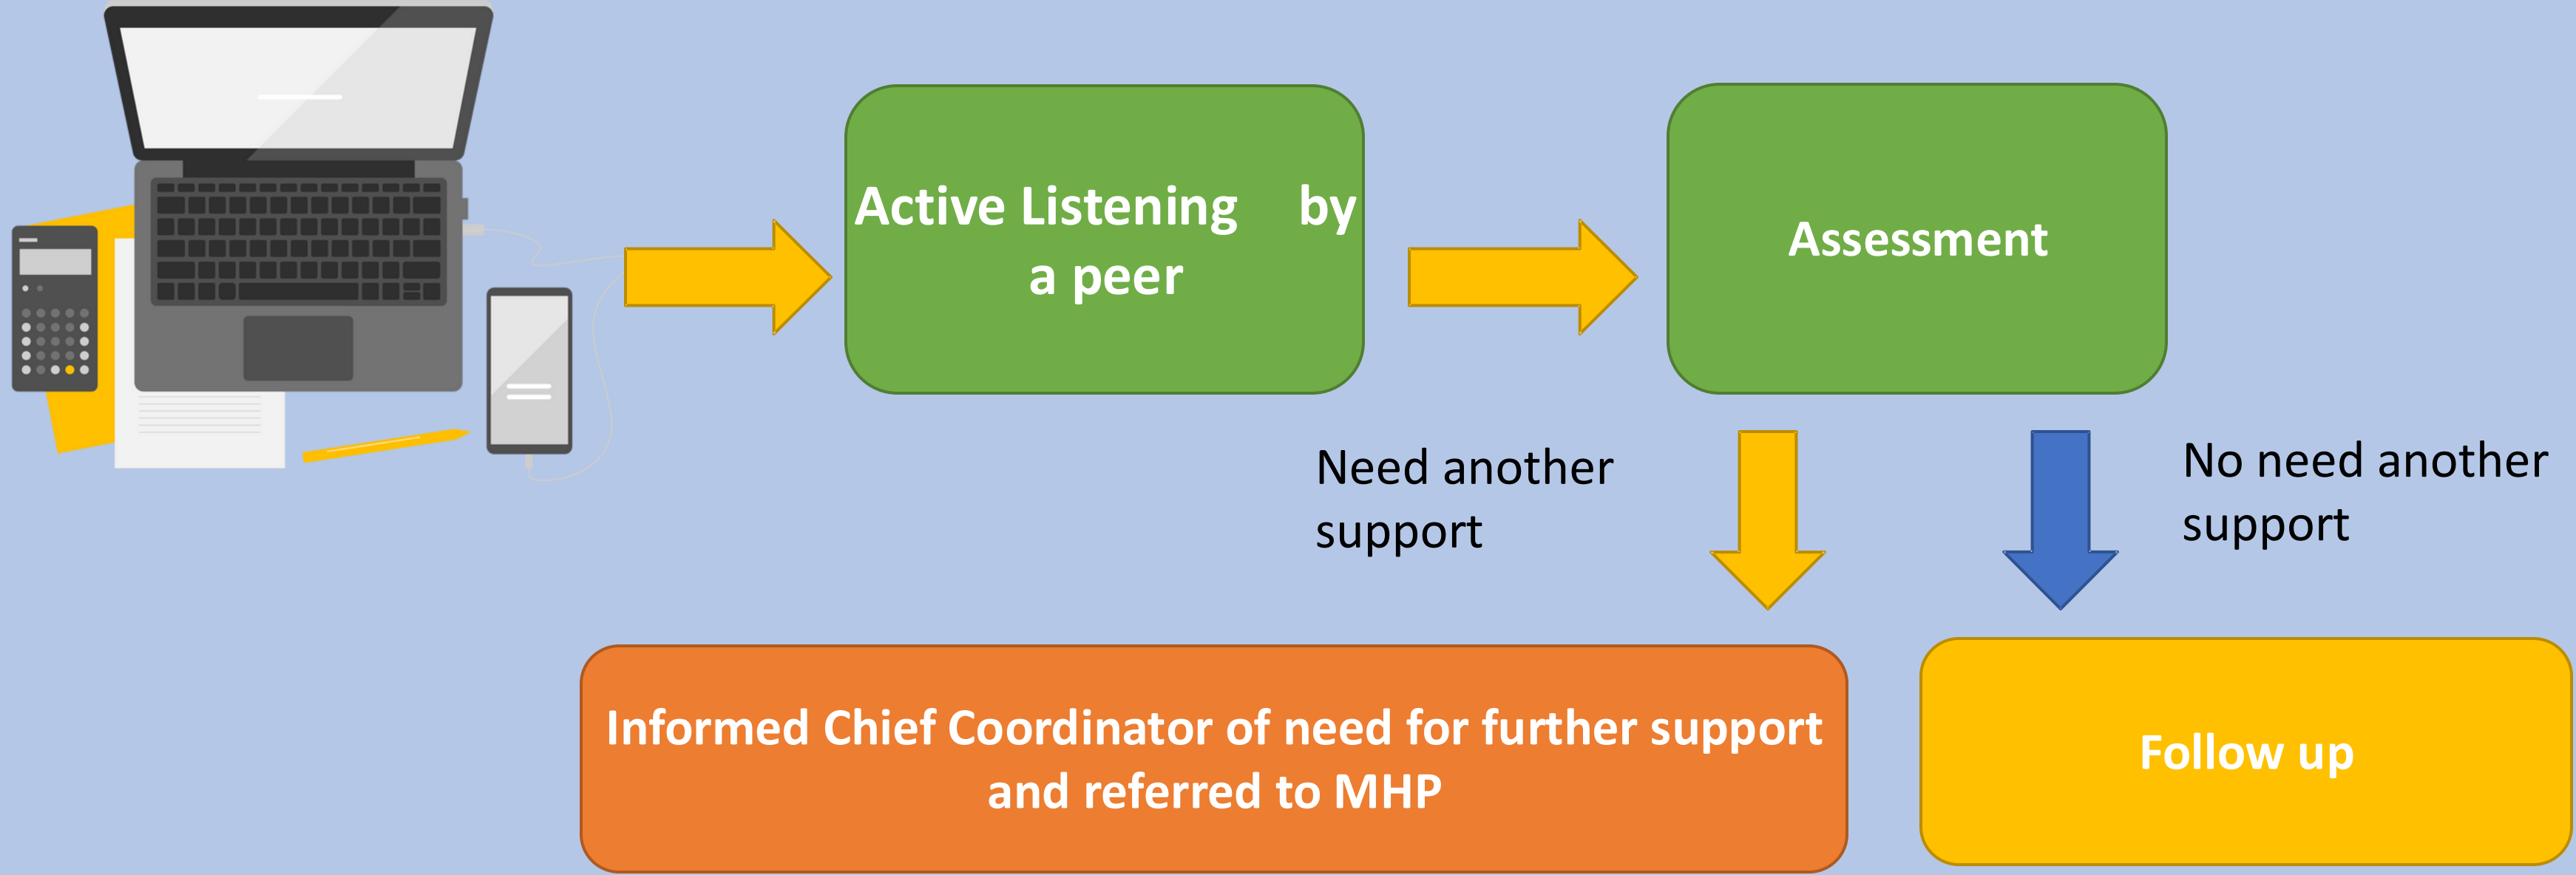 Active Listening by
a peer
Assessment
Need another
support
No need another
support
Informed Chief Coordinator of need for further support
and referred to MHP
Follow up